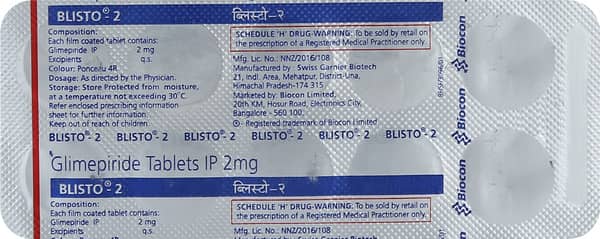 BLISTO®- 2 ब्लिस्टो®-२
Composition:
Each film coated tablet contains:
Glimepiride IP 2 mg
Excipients q.s.
Colour: Ponceau 4R
Dosage: As directed by the Physician.
Storage: Store Protected from moisture,
at a temperature not exceeding 30°C.
Refer enclosed prescribing information
sheet for further information.
Keep out of reach of children.
SCHEDULE 'H' DRUG-WARNING: To be sold by retail on
the prescription of a Registered Medical Practitioner only.
Mfg. Lic. No.: NNZ/2016/108
Manufactured by: Swiss Garnier Biotech
21, Indl. Area, Mehatpur, District-Una,
Himachal Pradesh-174 315
Marketed by: Biocon Limited,
20th KM, Hosur Road, Electronics City,
Bangalore - 560 100.
®- Registered trademark of Biocon Limited
Biocon
Biocon
BLISTO®- 2 BLISTO®- 2 BLISTO®- 2 BLISTO®- 2 BLISTO®- 2 BLISTO®- 2
Glimepiride Tablets IP 2mg
BLISTO®- 2 ब्लिस्टो®-२
Composition:
Each film coated tablet contains:
Glimepiride IP 2 mg
Excipients q.s.
SCHEDULE 'H' DRUG-WARNING: To be sold by retail on
the prescription of a Registered Medical Practitioner only.
Mfg. Lic. No.: NNZ/2016/108
Manufactured by: Swiss Garnier Biotech
Biocon
Biocon